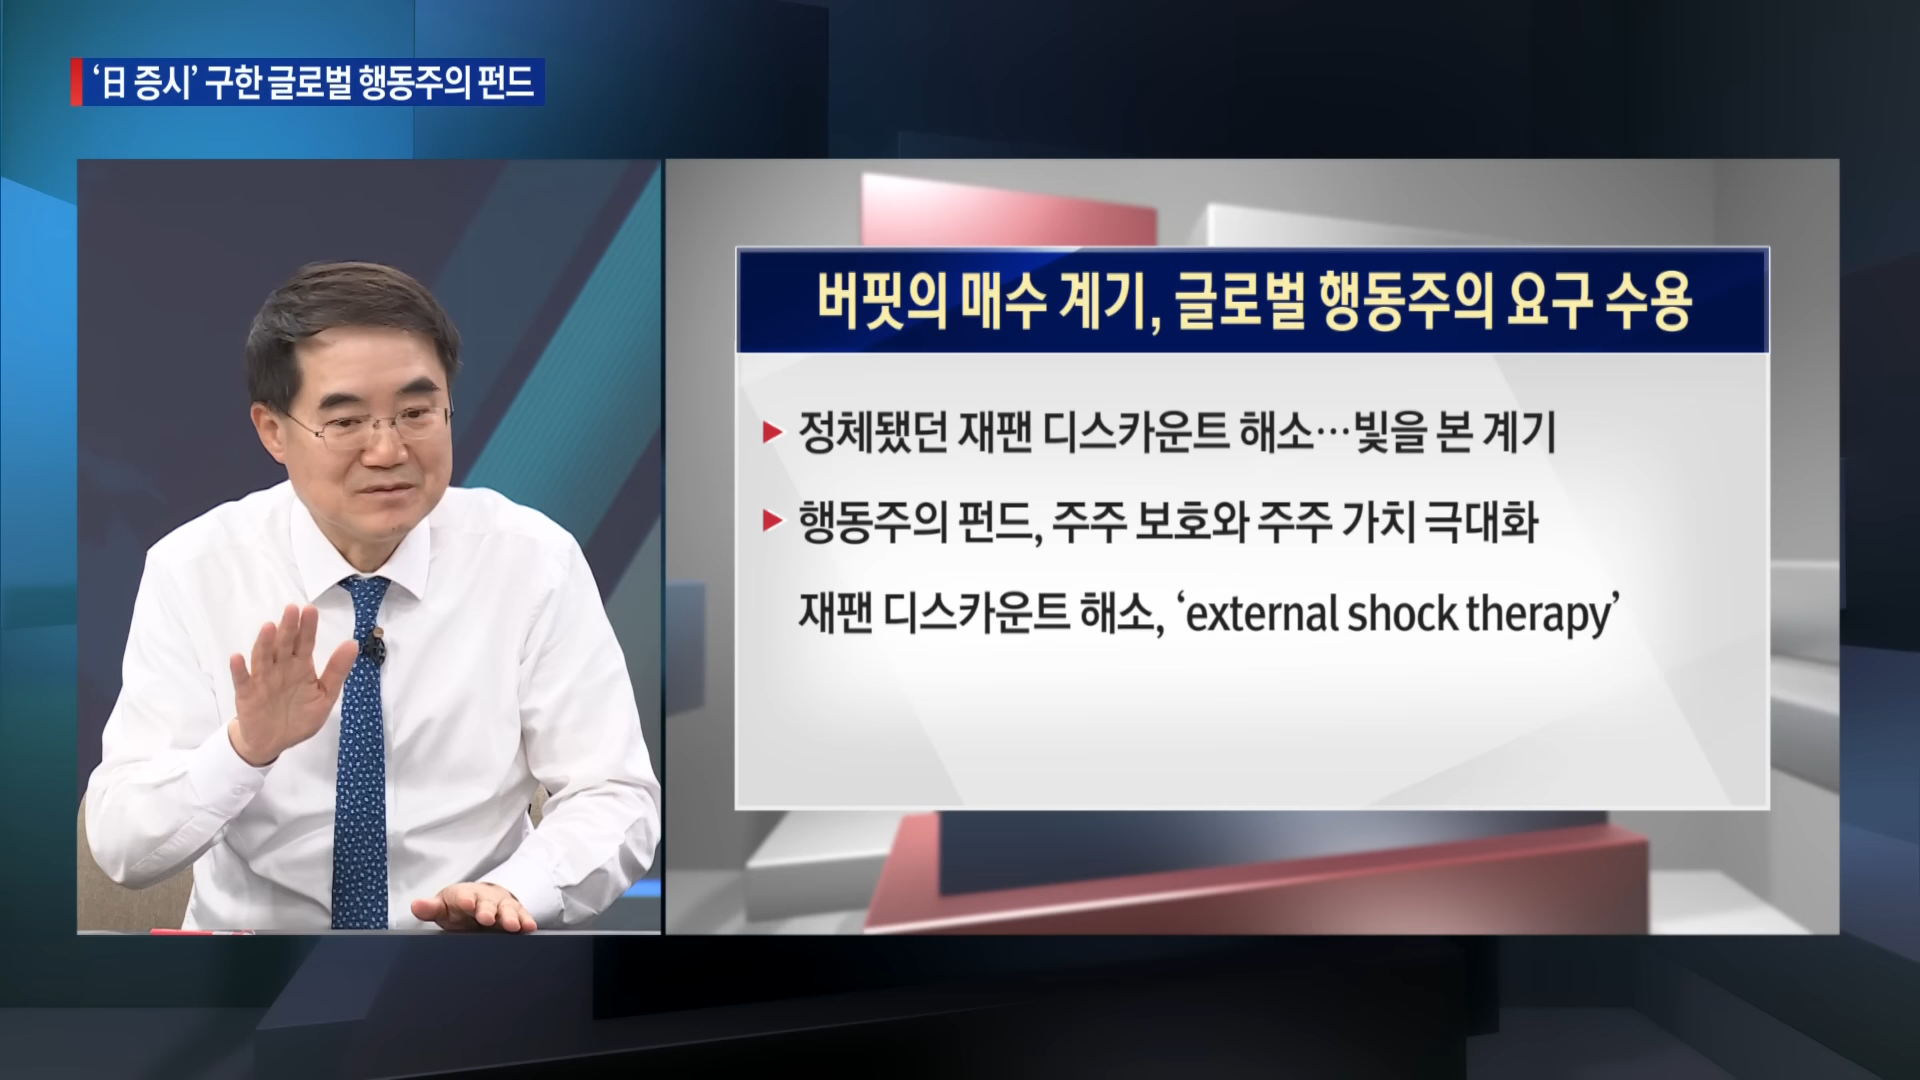 ‘日 증시’ 구한 글로벌 행동주의 펀드
버핏의 매수 계기, 글로벌 행동주의 요구 수용
▶ 정체됐던 재팬 디스카운트 해소…빛을 본 계기
▶ 행동주의 펀드, 주주 보호와 주주 가치 극대화
재팬 디스카운트 해소, ‘external shock therapy’